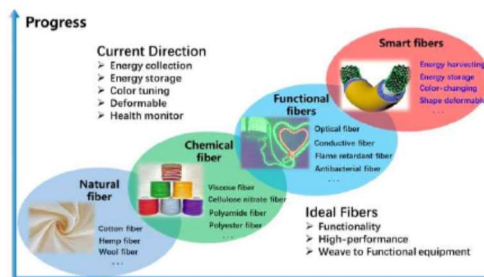 Progress
Current Direction
➤ Energy collection
➤ Energy storage
➤ Color tuning
➤ Deformable
➤ Health monitor
Smart fibers
Energy harvesting
Energy storage
Color-changing
Shape deformable
...
Functional
fibers
Optical fiber
Conductive fiber
Flame retardant fiber
Antibacterial fiber
...
Chemical
fiber
Viscose fiber
Cellulose nitrate fiber
Polyamide fiber
Polyester fiber
...
Natural
fiber
Cotton fiber
Hemp fiber
Wool fiber
...
Ideal Fibers
➤ Functionality
➤ High-performance
➤ Weave to Functional equipment